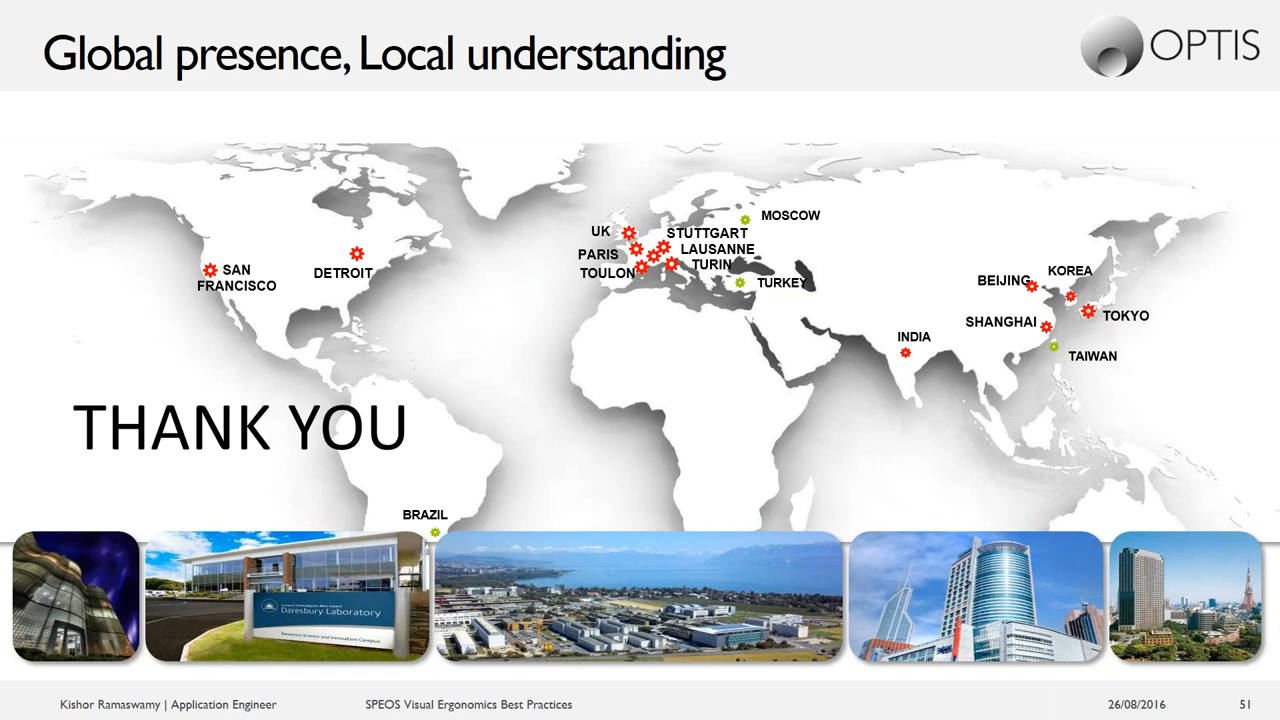 Global presence, Local understanding
OPTIS
MOSCOW
UK
STUTTGART
PARIS
LAUSANNE
TOULON
TURIN
SAN
FRANCISCO
DETROIT
TURKEY
BEIJING
KOREA
SHANGHAI
TOKYO
INDIA
TAIWAN
THANK YOU
BRAZIL
Daresbury Laboratory
Daresbury Science and Innovation Campus
Kishor Ramaswamy | Application Engineer
SPEOS Visual Ergonomics Best Practices
26/08/2016
51